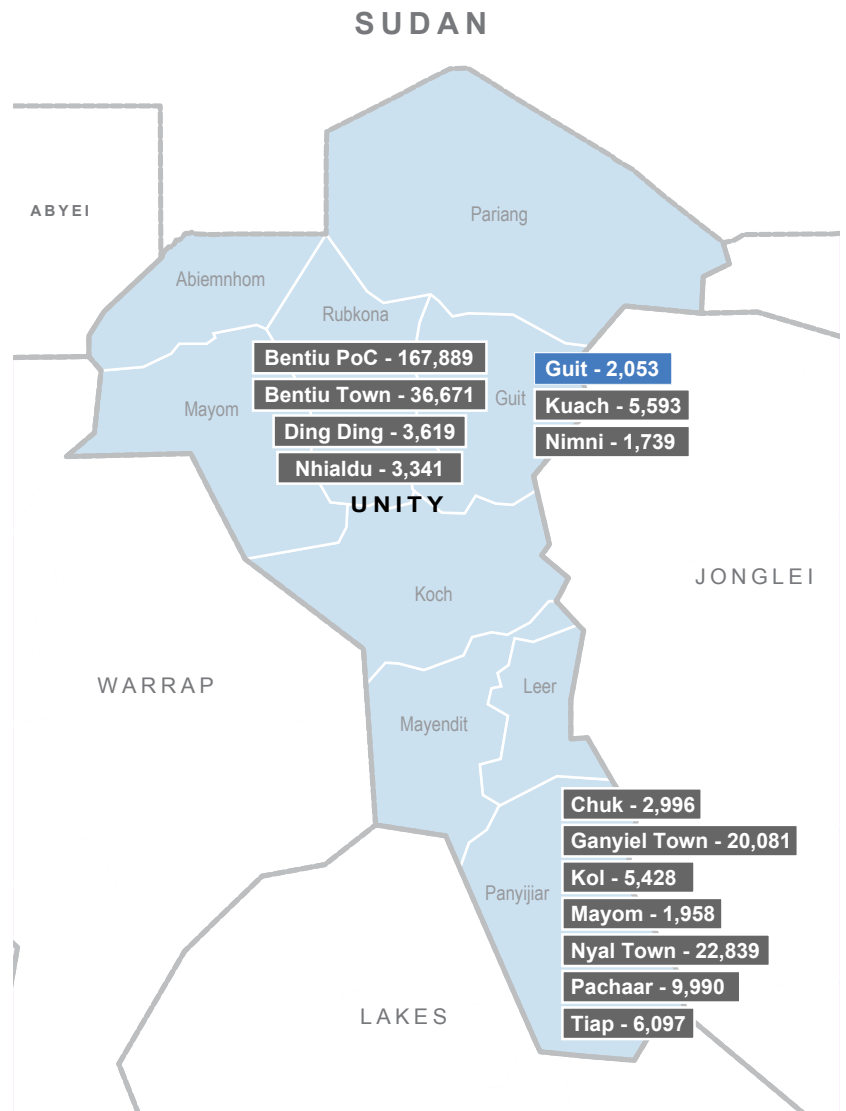 SUDAN
ABYEI
Pariang
Abiemnhom
Rubkona
Bentiu PoC - 167,889
Bentiu Town - 36,671
Ding Ding - 3,619
Nhialdu - 3,341
Mayom
Guit
Guit - 2,053
Kuach - 5,593
Nimni - 1,739
UNITY
JONGLEI
Koch
WARRAP
Leer
Mayendit
Chuk - 2,996
Ganyiel Town - 20,081
Kol - 5,428
Mayom - 1,958
Nyal Town - 22,839
Pachaar - 9,990
Tiap - 6,097
Panyijiar
LAKES